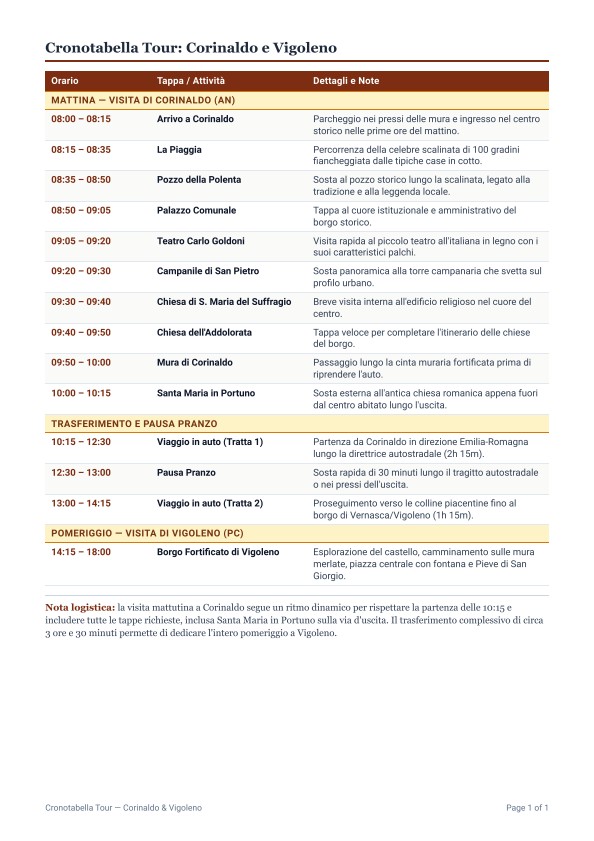 Cronotabella Tour: Corinaldo e Vigoleno
Orario Tappa / Attività Dettagli e Note
MATTINA — VISITA DI CORINALDO (AN)
08:00 – 08:15 Arrivo a Corinaldo Parcheggio nei pressi delle mura e ingresso nel centro
storico nelle prime ore del mattino.
08:15 – 08:35 La Piaggia Percorrenza della celebre scalinata di 100 gradini
fiancheggiata dalle tipiche case in cotto.
08:35 – 08:50 Pozzo della Polenta Sosta al pozzo storico lungo la scalinata, legato alla
tradizione e alla leggenda locale.
08:50 – 09:05 Palazzo Comunale Tappa al cuore istituzionale e amministrativo del
borgo storico.
09:05 – 09:20 Teatro Carlo Goldoni Visita rapida al piccolo teatro all'italiana in legno con i
suoi caratteristici palchi.
09:20 – 09:30 Campanile di San Pietro Sosta panoramica alla torre campanaria che svetta sul
profilo urbano.
09:30 – 09:40 Chiesa di S. Maria del Suffragio Breve visita interna all'edificio religioso nel cuore del
centro.
09:40 – 09:50 Chiesa dell'Addolorata Tappa veloce per completare l'itinerario delle chiese
del borgo.
09:50 – 10:00 Mura di Corinaldo Passaggio lungo la cinta muraria fortificata prima di
riprendere l'auto.
10:00 – 10:15 Santa Maria in Portuno Sosta esterna all'antica chiesa romanica appena fuori
dal centro abitato lungo l'uscita.
TRASFERIMENTO E PAUSA PRANZO
10:15 – 12:30 Viaggio in auto (Tratta 1) Partenza da Corinaldo in direzione Emilia-Romagna
lungo la direttrice autostradale (2h 15m).
12:30 – 13:00 Pausa Pranzo Sosta rapida di 30 minuti lungo il tragitto autostradale
o nei pressi dell'uscita.
13:00 – 14:15 Viaggio in auto (Tratta 2) Proseguimento verso le colline piacentine fino al
borgo di Vernasca/Vigoleno (1h 15m).
POMERIGGIO — VISITA DI VIGOLENO (PC)
14:15 – 18:00 Borgo Fortificato di Vigoleno Esplorazione del castello, camminamento sulle mura
merlate, piazza centrale con fontana e Pieve di San
Giorgio.
Nota logistica: la visita mattutina a Corinaldo segue un ritmo dinamico per rispettare la partenza delle 10:15 e
includere tutte le tappe richieste, inclusa Santa Maria in Portuno sulla via d'uscita. Il trasferimento complessivo di circa
3 ore e 30 minuti permette di dedicare l'intero pomeriggio a Vigoleno.
Cronotabella Tour — Corinaldo & Vigoleno Page 1 of 1